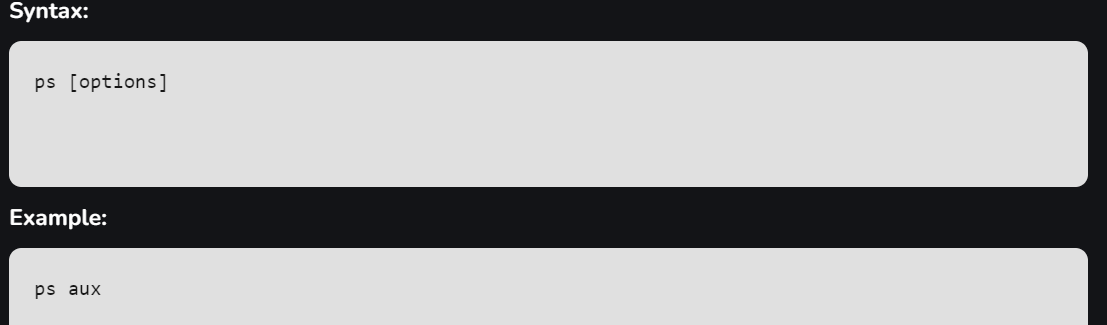 Syntax:
ps [options]
Example:
ps aux